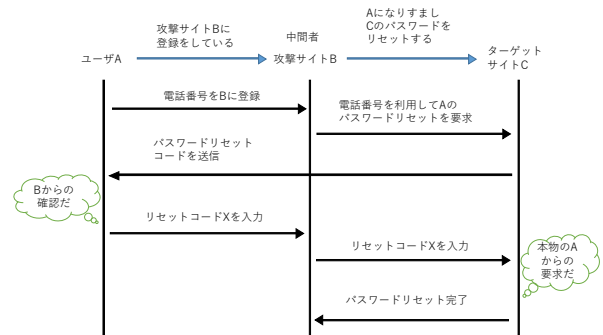 攻撃サイトBに
登録をしている
中間者
Aになりすまし
Cのパスワードを
リセットする
ユーザA
攻撃サイトB
ターゲット
サイトC
電話番号をBに登録
電話番号を利用してAの
パスワードリセットを要求
パスワードリセット
コードを送信
Bからの
確認だ
リセットコードXを入力
リセットコードXを入力
本物のA
からの
要求だ
パスワードリセット完了